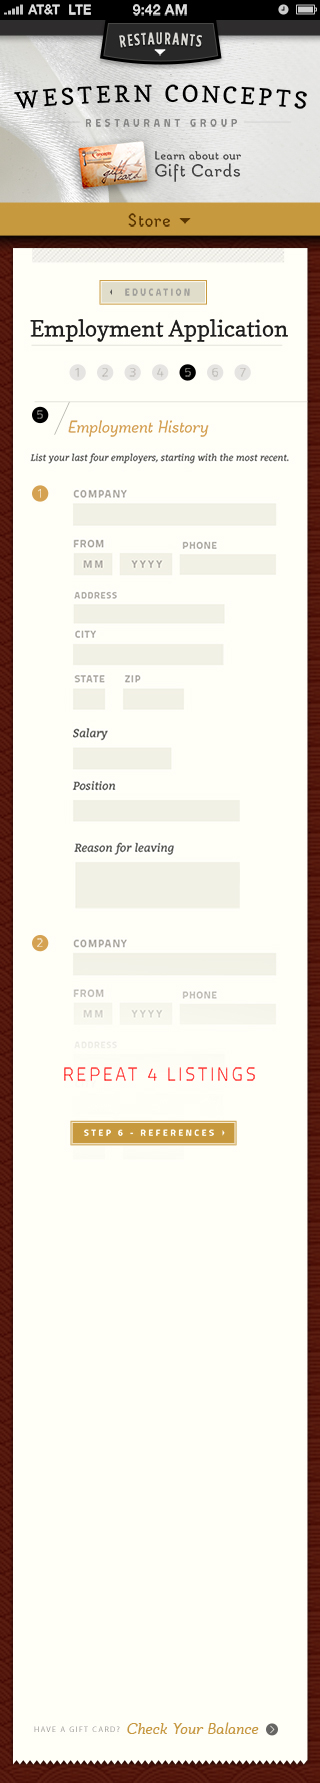 AT&T LTE 9:42 AM
RESTAURANTS
WESTERN CONCEPTS
RESTAURANT GROUP
Learn about our
Gift Cards
gift card
Store
EDUCATION
Employment Application
1 2 3 4 5 6 7
5 Employment History
List your last four employers, starting with the most recent.
1 COMPANY
FROM PHONE
MM YYYY
ADDRESS
CITY
STATE ZIP
Salary
Position
Reason for leaving
2 COMPANY
FROM PHONE
MM YYYY
ADDRESS
REPEAT 4 LISTINGS
STEP 6 - REFERENCES
HAVE A GIFT CARD? Check Your Balance